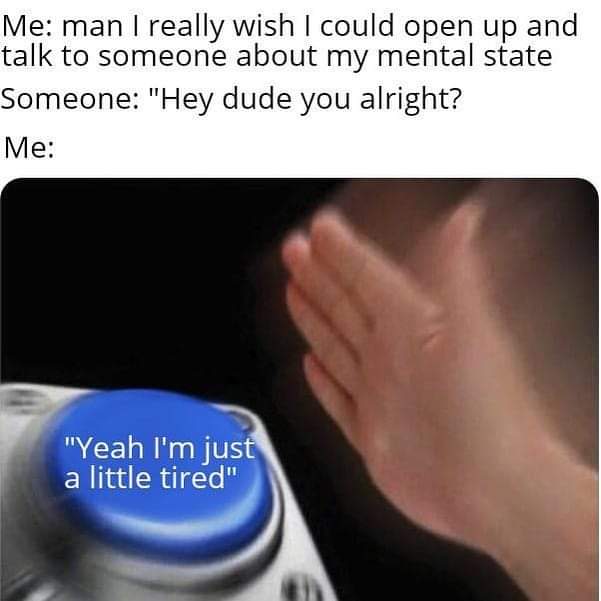 Me: man I really wish I could open up and
talk to someone about my mental state
Someone: "Hey dude you alright?
Me:
"Yeah I'm just
a little tired"